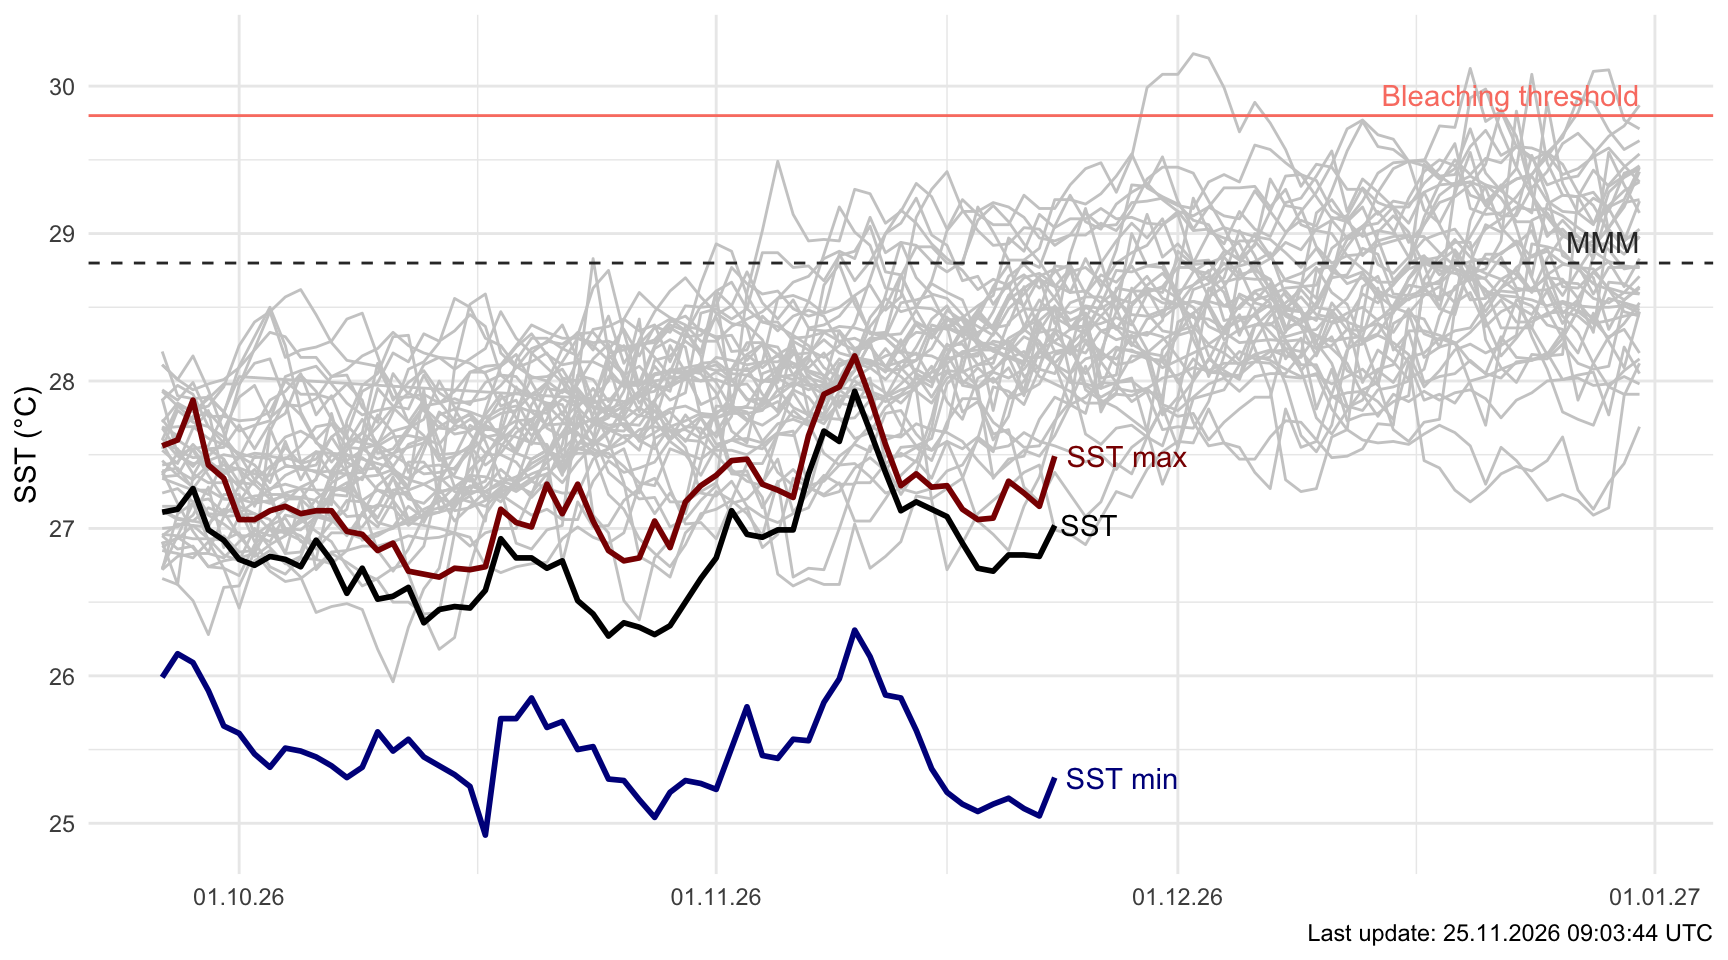 30
Bleaching threshold
29
MMM
28
SST (°C)
SST max
27
SST
26
SST min
25
01.10.26
01.11.26
01.12.26
01.01.27
Last update: 25.11.2026 09:03:44 UTC